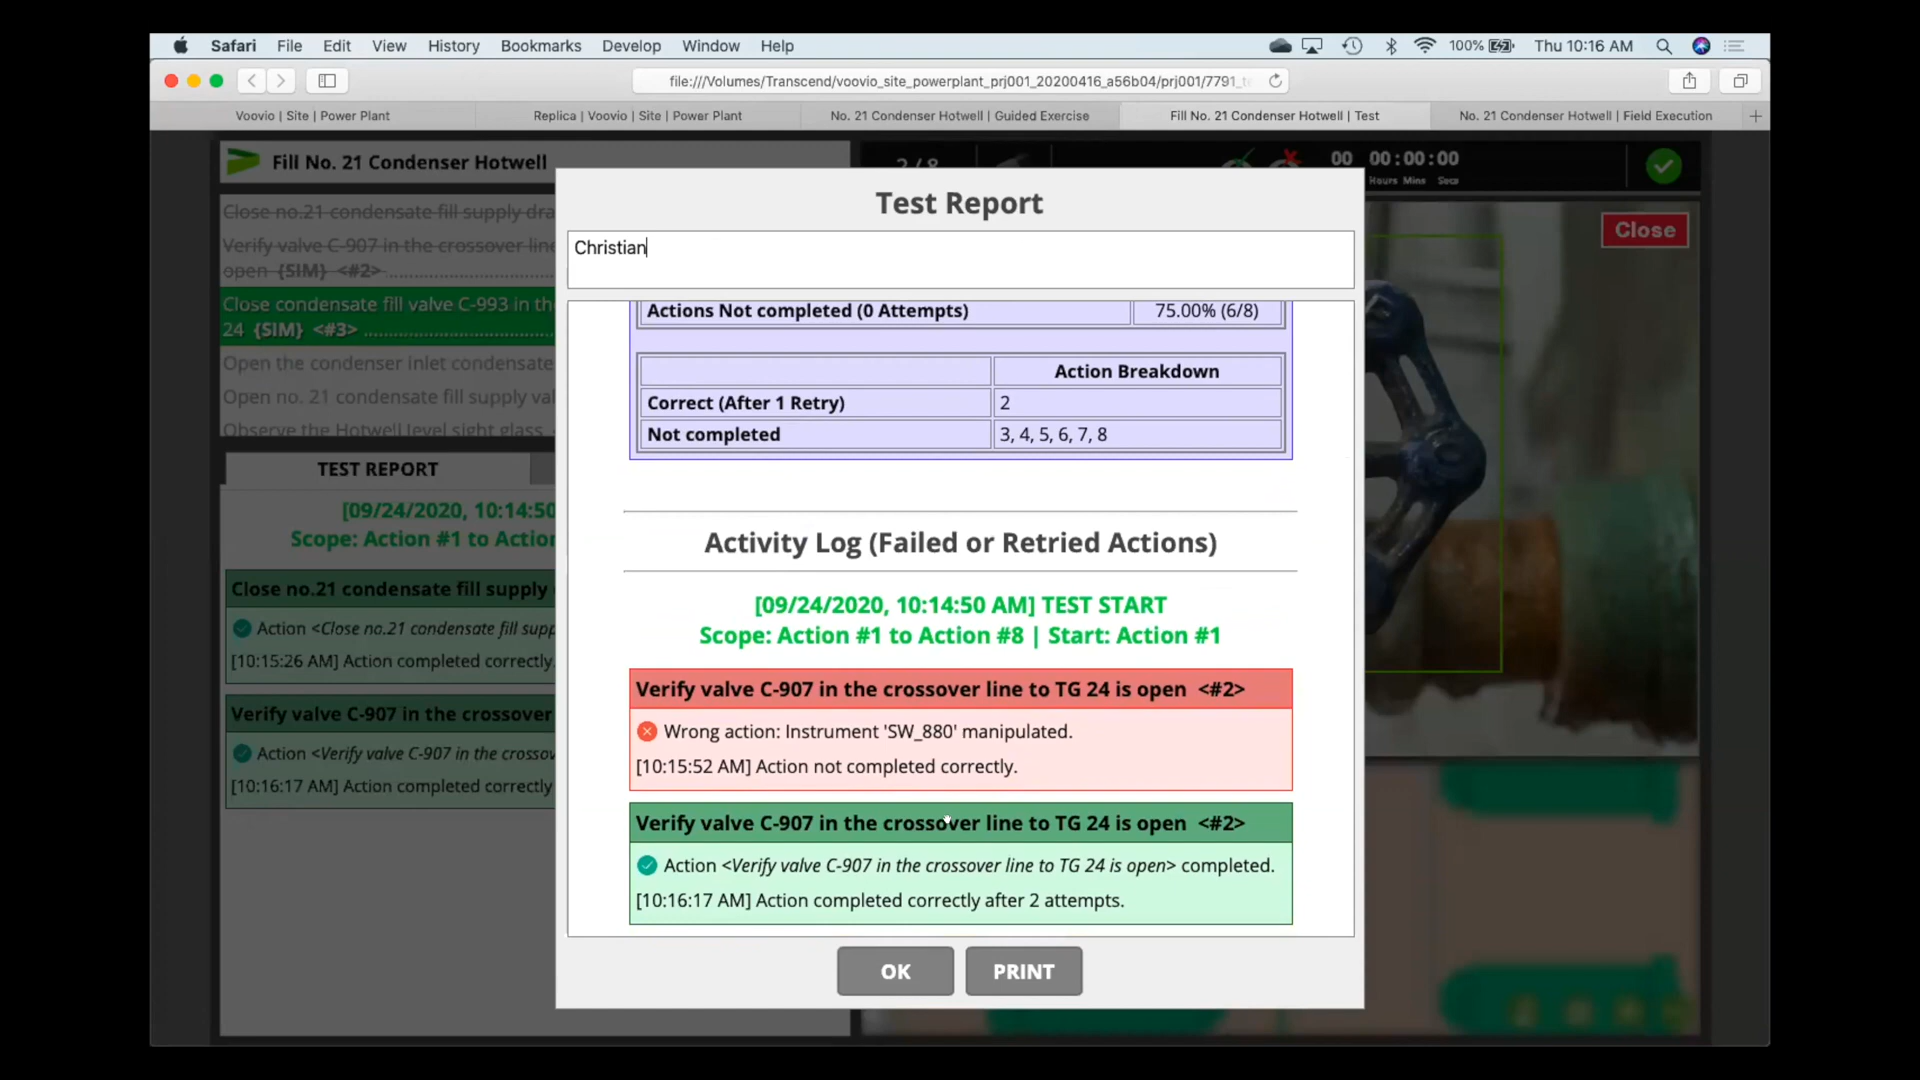 Safari File Edit View History Bookmarks Develop Window Help 100% Thu 10:16 AM
file:///Volumes/Transcend/voovio_site_powerplant_prj001_20200416_a56b04/prj001/7791_t
Voovio | Site | Power Plant
Replica | Voovio | Site | Power Plant
No. 21 Condenser Hotwell | Guided Exercise
Fill No. 21 Condenser Hotwell | Test
No. 21 Condenser Hotwell | Field Execution
Fill No. 21 Condenser Hotwell
2/8
00 00:00:00
Hours Mins Secs
Close no.21 condensate fill supply dra
Verify valve C-907 in the crossover line
open {SIM} <#2>
Close condensate fill valve C-993 in th
24 {SIM} <#3>
Open the condenser inlet condensate
Open no. 21 condensate fill supply val
Observe the Hotwell level sight glass
TEST REPORT
[09/24/2020, 10:14:50
Scope: Action #1 to Actio
Close no.21 condensate fill supply
Action <Close no.21 condensate fill supp
[10:15:26 AM] Action completed correctly.
Verify valve C-907 in the crossover
Action <Verify valve C-907 in the crossov
[10:16:17 AM] Action completed correctly
Close
Test Report
Christian
Actions Not completed (0 Attempts) 75.00% (6/8)
Action Breakdown
Correct (After 1 Retry) 2
Not completed 3, 4, 5, 6, 7, 8
Activity Log (Failed or Retried Actions)
[09/24/2020, 10:14:50 AM] TEST START
Scope: Action #1 to Action #8 | Start: Action #1
Verify valve C-907 in the crossover line to TG 24 is open <#2>
Wrong action: Instrument 'SW_880' manipulated.
[10:15:52 AM] Action not completed correctly.
Verify valve C-907 in the crossover line to TG 24 is open <#2>
Action <Verify valve C-907 in the crossover line to TG 24 is open> completed.
[10:16:17 AM] Action completed correctly after 2 attempts.
OK PRINT